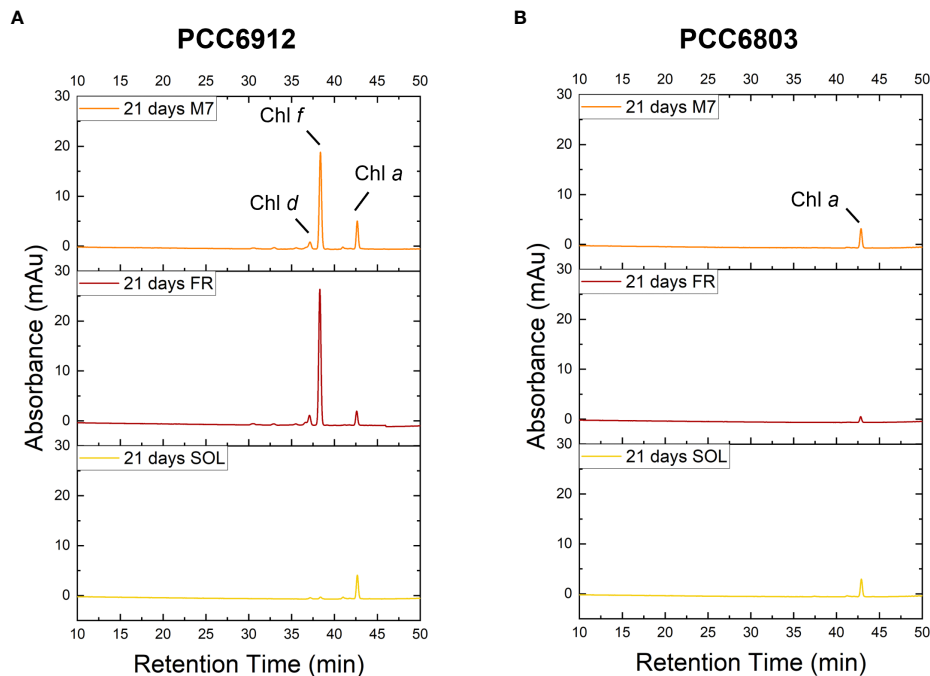 A
PCC6912
10 15 20 25 30 35 40 45 50
30
20
10
0
21 days M7
Chl f
Chl d
Chl a
30
20
10
0
21 days FR
30
20
10
0
21 days SOL
10 15 20 25 30 35 40 45 50
Absorbance (mAu)
Retention Time (min)
B
PCC6803
10 15 20 25 30 35 40 45 50
30
20
10
0
21 days M7
Chl a
30
20
10
0
21 days FR
30
20
10
0
21 days SOL
10 15 20 25 30 35 40 45 50
Absorbance (mAu)
Retention Time (min)